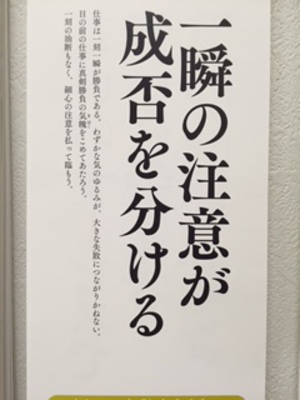 一瞬の注意が
成否を分ける
仕事は一刻一瞬が勝負である。わずかな気のゆるみが、大きな失敗につながりかねない。
目の前の仕事に真剣勝負の気魄をこめてあたろう。
一刻の油断もなく、細心の注意を払って臨もう。